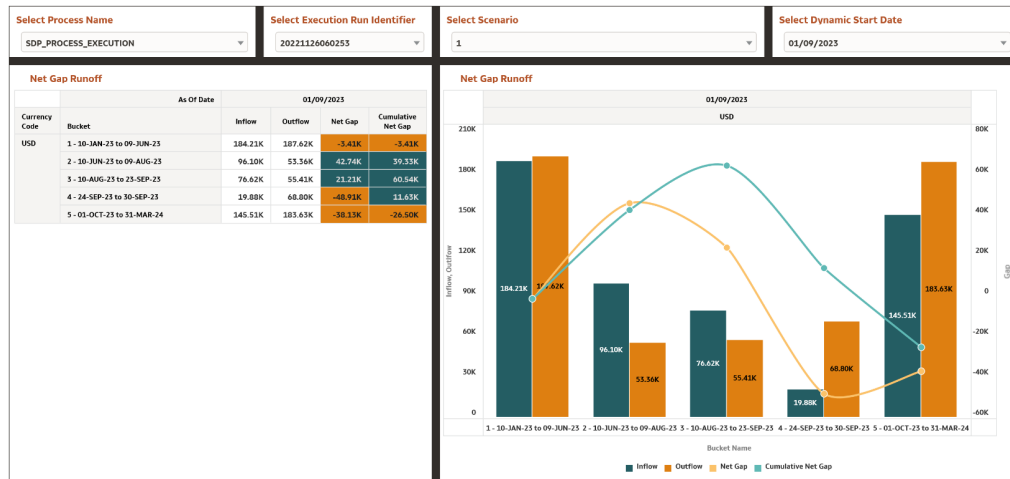 Select Process Name
SDP_PROCESS_EXECUTION
Select Execution Run Identifier
20221126060253
Select Scenario
1
Select Dynamic Start Date
01/09/2023
Net Gap Runoff
As Of Date 01/09/2023
Currency Code Bucket Inflow Outflow Net Gap Cumulative Net Gap
USD 1 - 10-JAN-23 to 09-JUN-23 184.21K 187.62K -3.41K -3.41K
2 - 10-JUN-23 to 09-AUG-23 96.10K 53.36K 42.74K 39.33K
3 - 10-AUG-23 to 23-SEP-23 76.62K 55.41K 21.21K 60.54K
4 - 24-SEP-23 to 30-SEP-23 19.88K 68.80K -48.91K 11.63K
5 - 01-OCT-23 to 31-MAR-24 145.51K 183.63K -38.13K -26.50K
Net Gap Runoff
01/09/2023
USD
210K
180K
150K
120K
90K
60K
30K
0
Inflow, Outflow
184.21K
96.10K
53.36K
76.62K
55.41K
19.88K
68.80K
145.51K
183.63K
80K
60K
40K
20K
0
-20K
-40K
-60K
Gap
1 - 10-JAN-23 to 09-JUN-23 2 - 10-JUN-23 to 09-AUG-23 3 - 10-AUG-23 to 23-SEP-23 4 - 24-SEP-23 to 30-SEP-23 5 - 01-OCT-23 to 31-MAR-24
Bucket Name
Inflow Outflow Net Gap Cumulative Net Gap